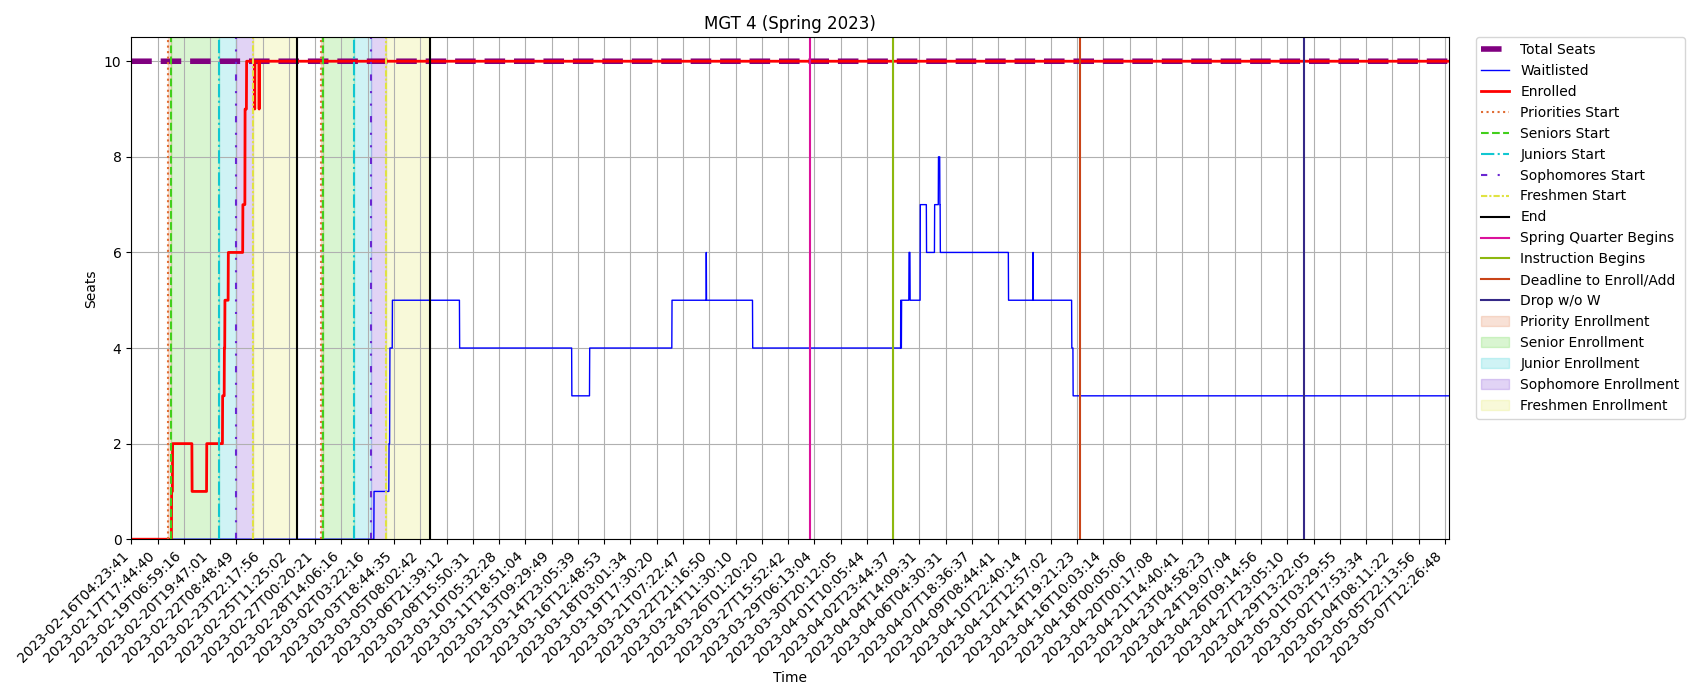 MGT 4 (Spring 2023)
Seats
10
8
6
4
2
0
2023-02-16T04:23:41
2023-02-17T17:44:40
2023-02-19T06:59:16
2023-02-20T19:47:01
2023-02-22T08:48:49
2023-02-23T22:17:56
2023-02-25T11:25:02
2023-02-27T00:20:21
2023-02-28T14:06:16
2023-03-02T03:22:16
2023-03-03T18:44:35
2023-03-05T08:02:42
2023-03-06T21:39:12
2023-03-08T15:50:31
2023-03-10T05:32:28
2023-03-11T18:51:04
2023-03-13T09:29:49
2023-03-14T23:05:39
2023-03-16T12:48:53
2023-03-18T03:01:34
2023-03-19T17:30:20
2023-03-21T07:22:47
2023-03-22T21:16:50
2023-03-24T11:30:10
2023-03-26T01:20:20
2023-03-27T15:52:42
2023-03-29T06:13:04
2023-03-30T20:12:05
2023-04-01T10:05:44
2023-04-02T23:44:37
2023-04-04T14:09:31
2023-04-06T04:30:31
2023-04-07T18:36:37
2023-04-09T08:44:41
2023-04-10T22:40:14
2023-04-12T12:57:02
2023-04-14T19:21:23
2023-04-16T10:03:14
2023-04-18T00:05:06
2023-04-20T00:17:08
2023-04-21T14:40:41
2023-04-23T04:58:23
2023-04-24T19:07:04
2023-04-26T09:14:56
2023-04-27T23:05:10
2023-04-29T13:22:05
2023-05-01T03:29:55
2023-05-02T17:53:34
2023-05-04T08:11:22
2023-05-05T22:13:56
2023-05-07T12:26:48
Time
Total Seats
Waitlisted
Enrolled
Priorities Start
Seniors Start
Juniors Start
Sophomores Start
Freshmen Start
End
Spring Quarter Begins
Instruction Begins
Deadline to Enroll/Add
Drop w/o W
Priority Enrollment
Senior Enrollment
Junior Enrollment
Sophomore Enrollment
Freshmen Enrollment